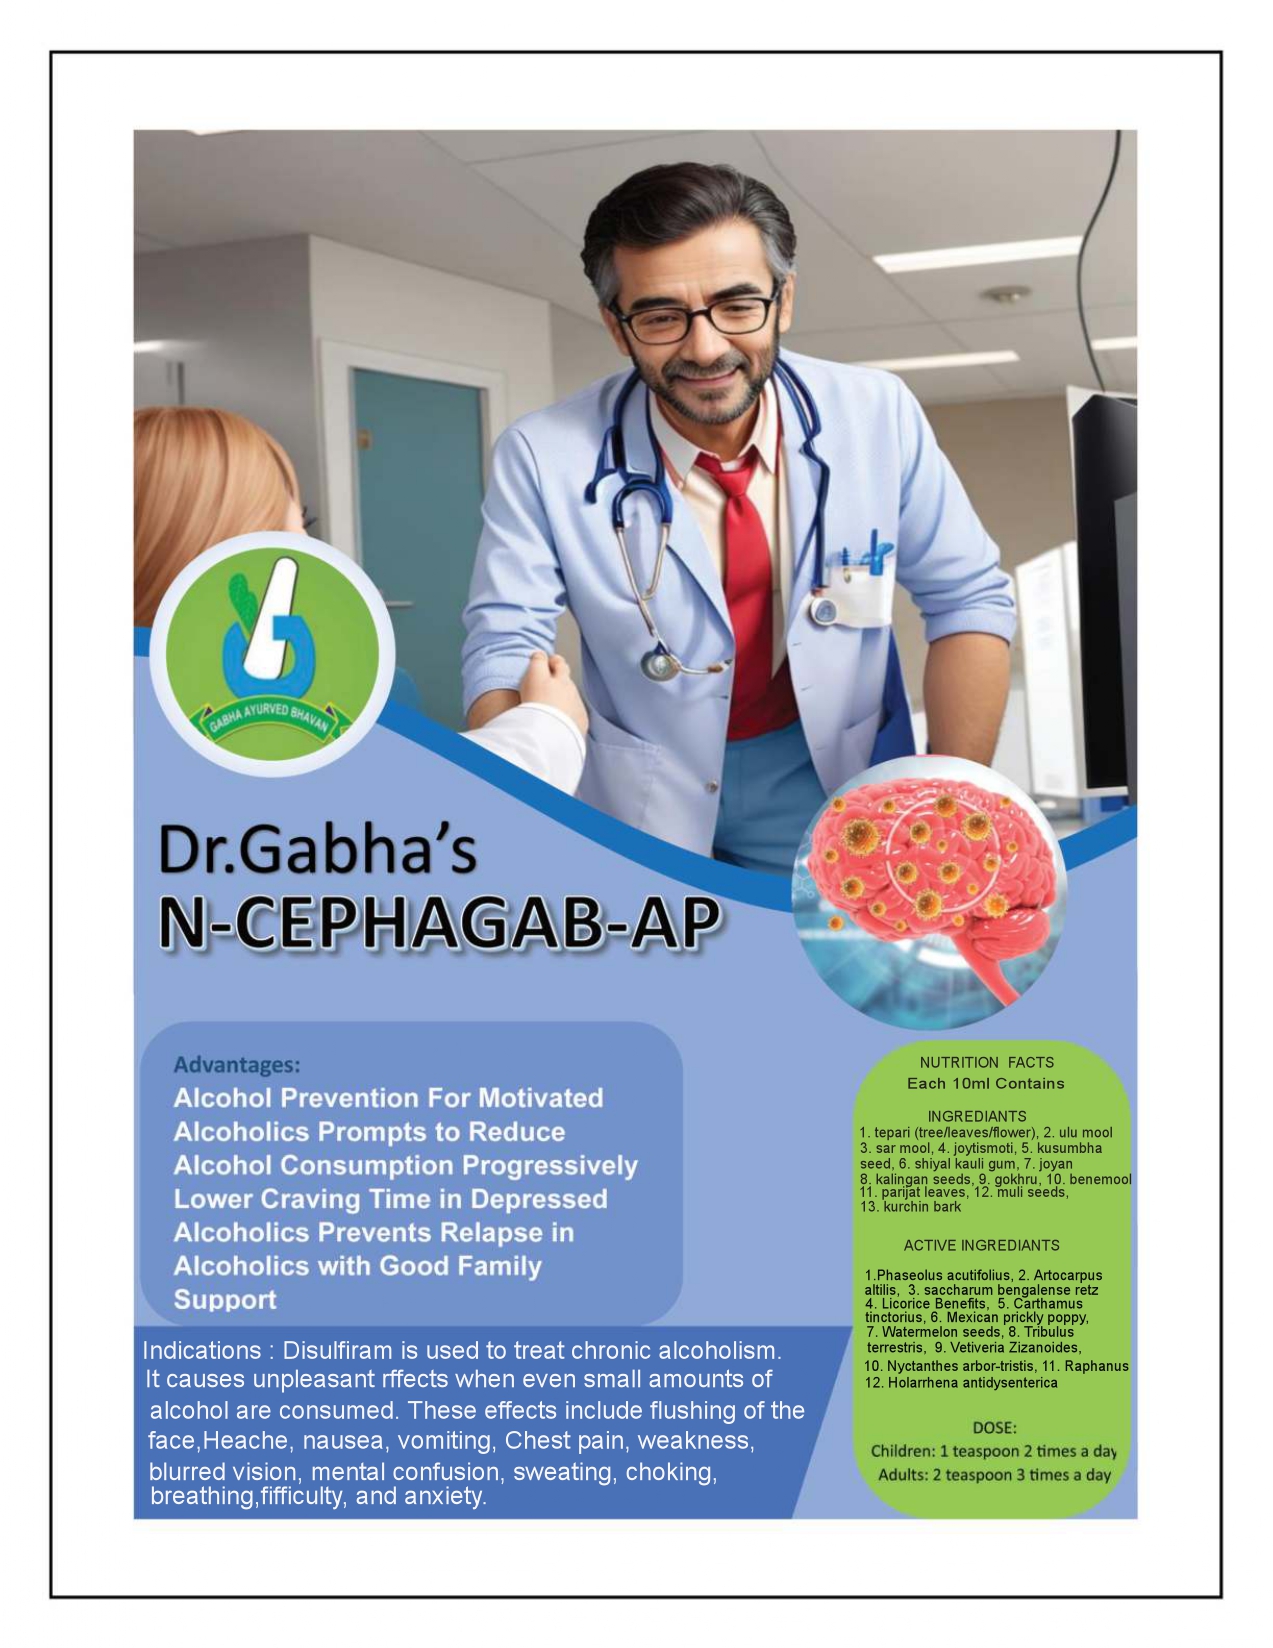 GABHA AYURVED BHAVAN
Dr.Gabha's
N-CEPHAGAB-AP
Advantages:
Alcohol Prevention For Motivated
Alcoholics Prompts to Reduce
Alcohol Consumption Progressively
Lower Craving Time in Depressed
Alcoholics Prevents Relapse in
Alcoholics with Good Family
Support
Indications : Disulfiram is used to treat chronic alcoholism.
It causes unpleasant rffects when even small amounts of
alcohol are consumed. These effects include flushing of the
face,Heache, nausea, vomiting, Chest pain, weakness,
blurred vision, mental confusion, sweating, choking,
breathing,fifficulty, and anxiety.
NUTRITION FACTS
Each 10ml Contains
INGREDIANTS
1. tepari (tree/leaves/flower), 2. ulu mool
3. sar mool, 4. joytismoti, 5. kusumbha
seed, 6. shiyal kauli gum, 7. joyan
8. kalingan seeds, 9. gokhru, 10. benemool
11. parijat leaves, 12. muli seeds,
13. kurchin bark
ACTIVE INGREDIANTS
1.Phaseolus acutifolius, 2. Artocarpus
altilis, 3. saccharum bengalense retz
4. Licorice Benefits, 5. Carthamus
tinctorius, 6. Mexican prickly poppy,
7. Watermelon seeds, 8. Tribulus
terrestris, 9. Vetiveria Zizanoides,
10. Nyctanthes arbor-tristis, 11. Raphanus
12. Holarrhena antidysenterica
DOSE:
Children: 1 teaspoon 2 times a day
Adults: 2 teaspoon 3 times a day